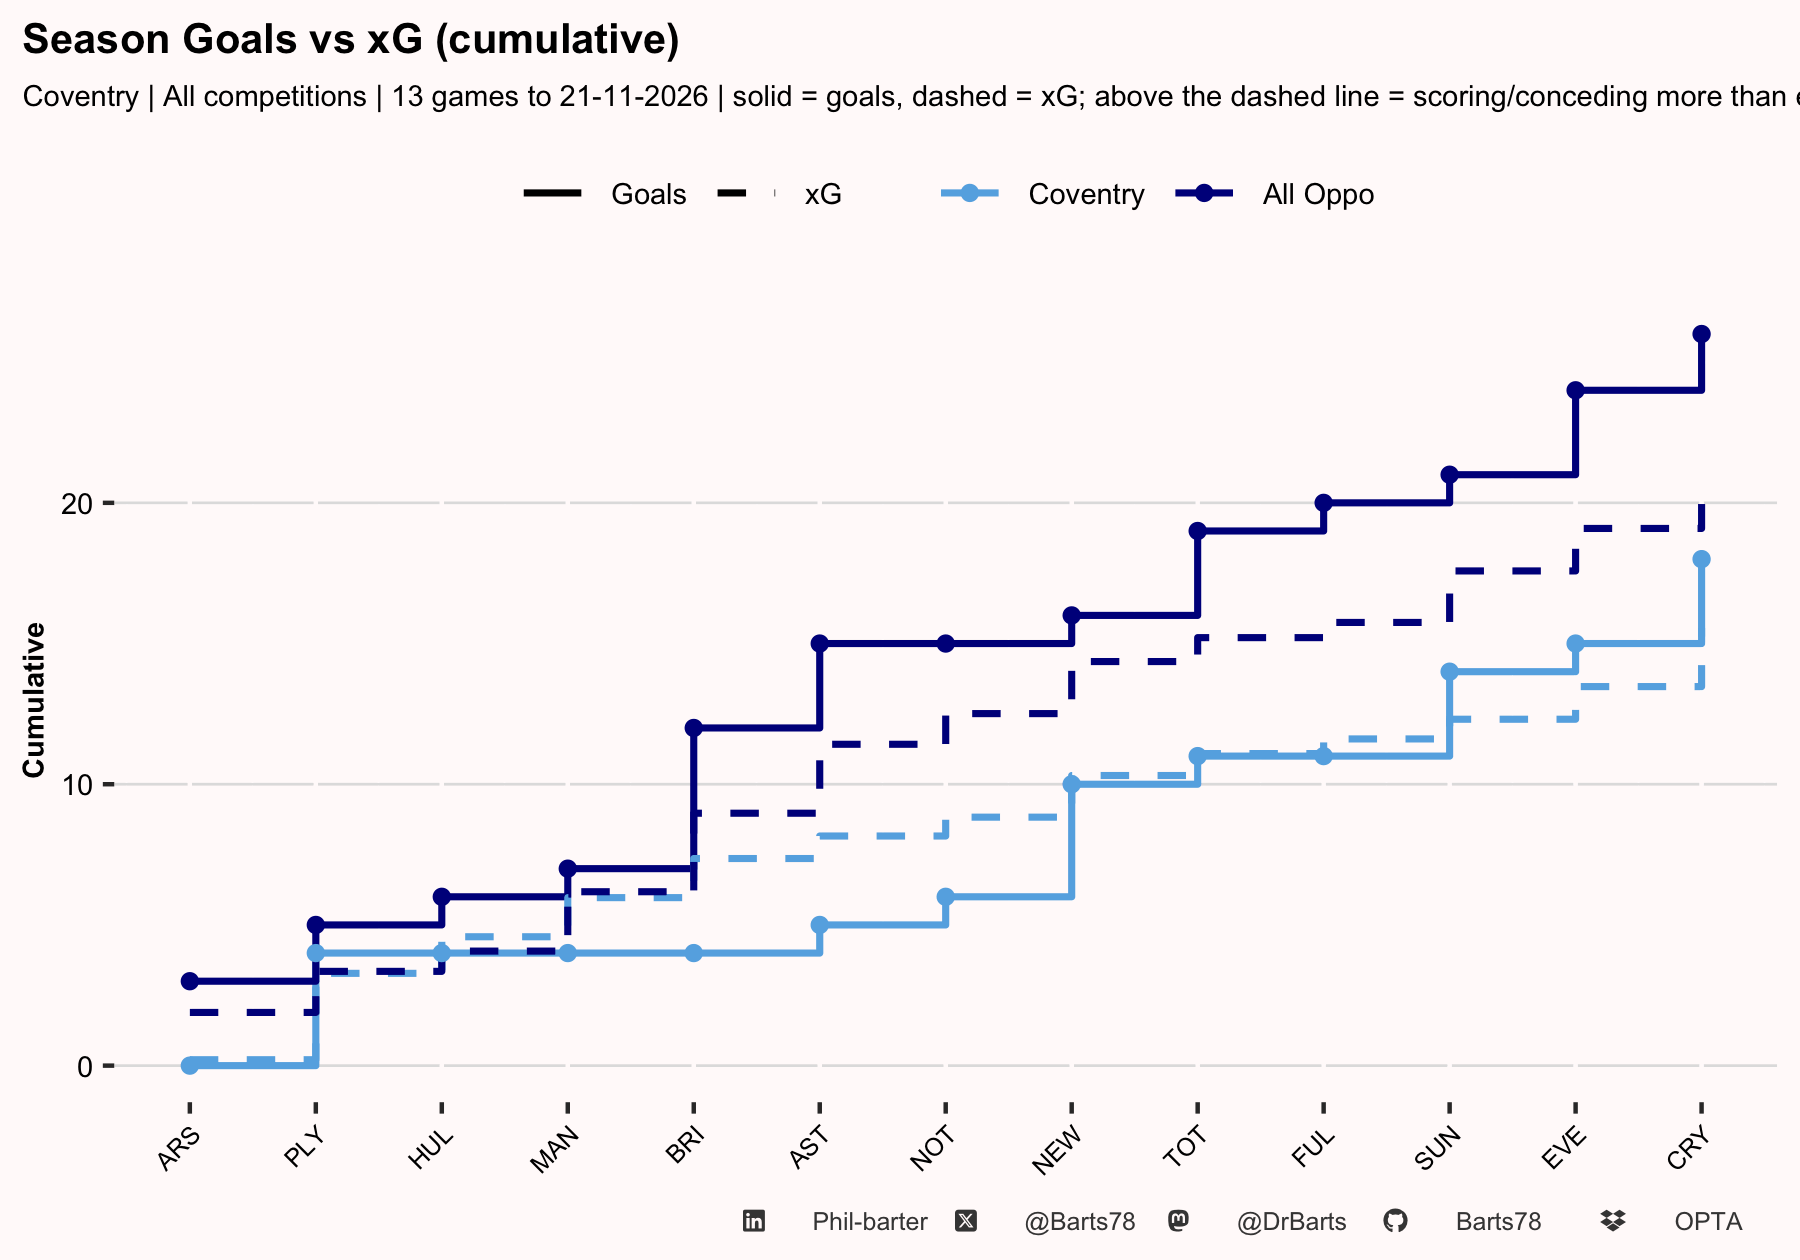 Season Goals vs xG (cumulative)
Coventry | All competitions | 13 games to 21-11-2026 | solid = goals, dashed = xG; above the dashed line = scoring/conceding more than
Goals xG Coventry All Oppo
Cumulative
20
10
0
ARS PLY HUL MAN BRI AST NOT NEW TOT FUL SUN EVE CRY
Phil-barter @Barts78 @DrBarts Barts78 OPTA